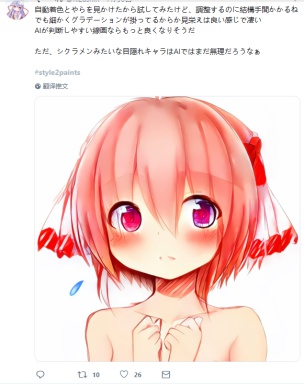 自動着色とやらを見かけたから試してみたけど、調整するのに結構手間かかるね
でも細かくグラデーションが掛ってるからか見栄えは良い感じで凄い
AIが判断しやすい線画ならもっと良くなりそうだ
ただ、シクラメンみたいな目隠れキャラはAIではまだ無理だろうなぁ
#style2paints
翻译推文
10
26